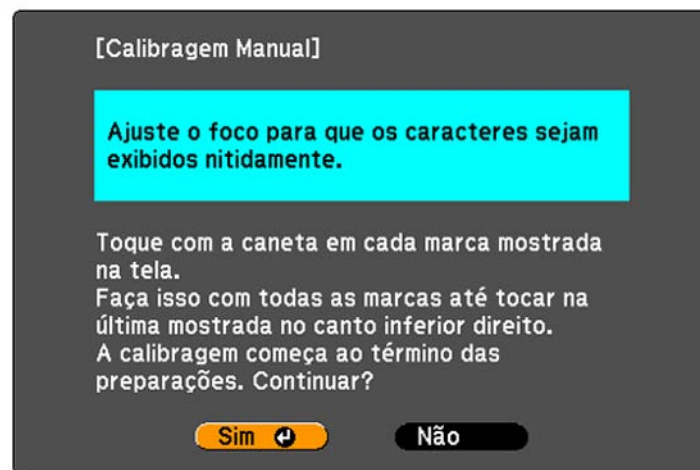 [Calibragem Manual]
Ajuste o foco para que os caracteres sejam
exibidos nitidamente.
Toque com a caneta em cada marca mostrada
na tela.
Faça isso com todas as marcas até tocar na
última mostrada no canto inferior direito.
A calibragem começa ao término das
preparações. Continuar?
Sim Não